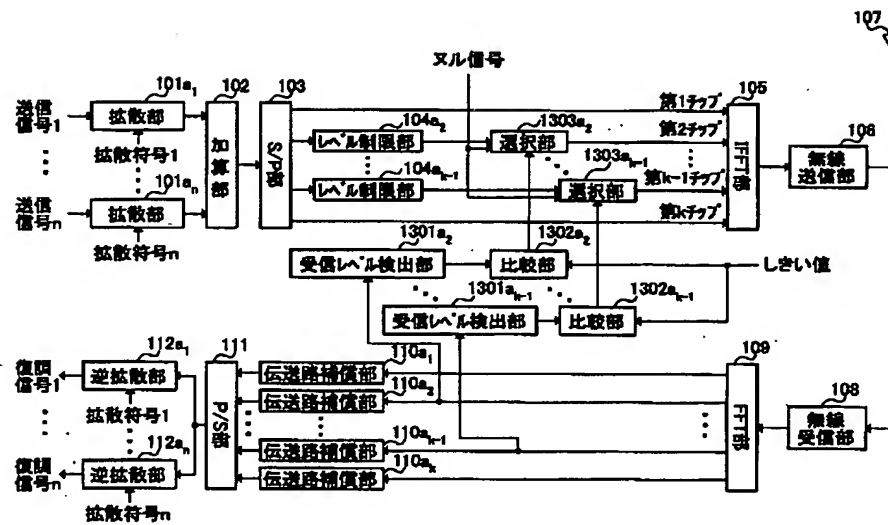 107
ヌル信号
101a₁
102
103
送信
信号1
拡散部
拡散符号1
加算部
S/P部
第1チップ
105
104a₂
レベル制限部
1303a₂
選択部
第2チップ
IFFT部
106
無線
送信部
101aₙ
送信
信号n
拡散部
拡散符号n
104aₖ₋₁
レベル制限部
1303aₖ₋₁
選択部
第k-1チップ
第kチップ
1301a₂
受信レベル検出部
1302a₂
比較部
しきい値
1301aₖ₋₁
受信レベル検出部
1302aₖ₋₁
比較部
112a₁
復調
信号1
逆拡散部
拡散符号1
111
P/S部
110a₁
伝送路補償部
110a₂
伝送路補償部
109
FFT部
108
無線
受信部
112aₙ
復調
信号n
逆拡散部
拡散符号n
110aₖ₋₁
伝送路補償部
110aₖ
伝送路補償部